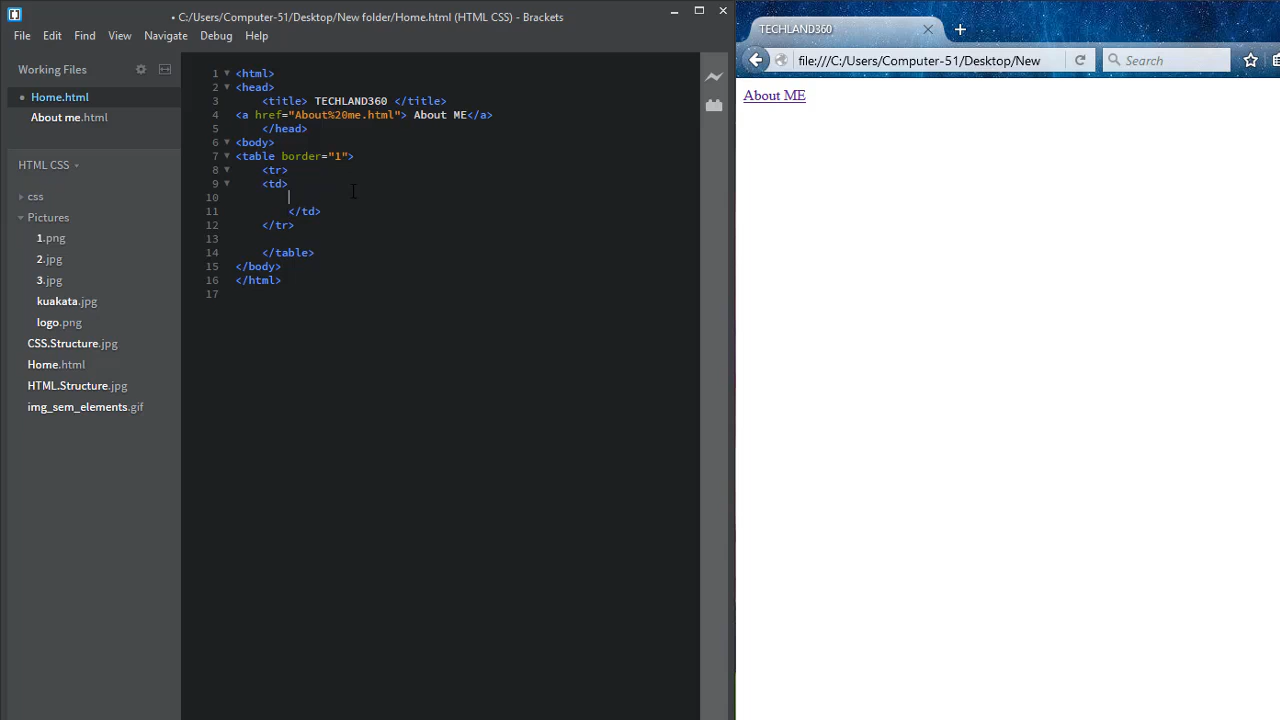 • C:/Users/Computer-51/Desktop/New folder/Home.html (HTML CSS) - Brackets
File Edit Find View Navigate Debug Help
Working Files
• Home.html
About me.html
HTML CSS
css
Pictures
1.png
2.jpg
3.jpg
kuakata.jpg
logo.png
CSS.Structure.jpg
Home.html
HTML.Structure.jpg
img_sem_elements.gif
1 <html>
2 <head>
3 <title> TECHLAND360 </title>
4 <a href="About%20me.html"> About ME</a>
5 </head>
6 <body>
7 <table border="1">
8 <tr>
9 <td>
10
11 </td>
12 </tr>
13
14 </table>
15 </body>
16 </html>
17
TECHLAND360
file:///C:/Users/Computer-51/Desktop/New
Search
About ME